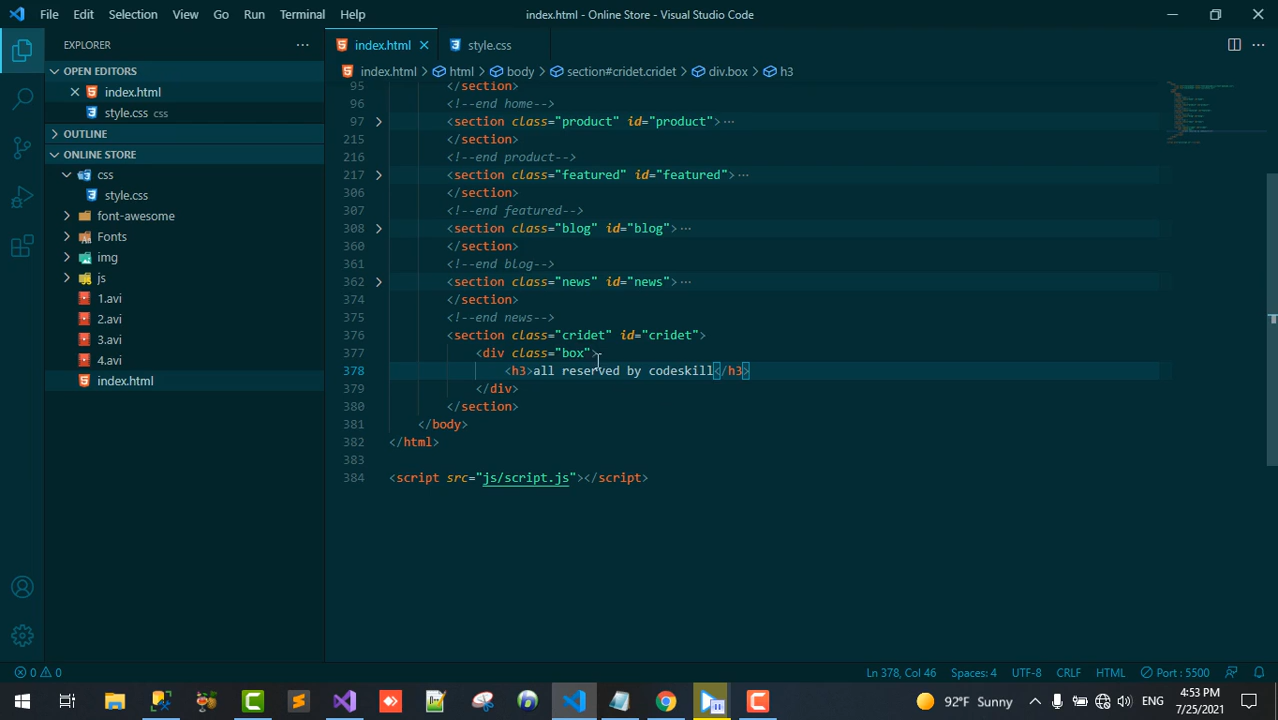 File Edit Selection View Go Run Terminal Help index.html - Online Store - Visual Studio Code
EXPLORER ···
OPEN EDITORS
index.html
style.css css
OUTLINE
ONLINE STORE
css
style.css
font-awesome
Fonts
img
js
1.avi
2.avi
3.avi
4.avi
index.html
index.html style.css
index.html > html > body > section#cridet.cridet > div.box > h3
95 </section>
96 <!--end home-->
97 <section class="product" id="product">···
215 </section>
216 <!--end product-->
217 <section class="featured" id="featured">···
306 </section>
307 <!--end featured-->
308 <section class="blog" id="blog">···
360 </section>
361 <!--end blog-->
362 <section class="news" id="news">···
374 </section>
375 <!--end news-->
376 <section class="cridet" id="cridet">
377 <div class="box">
378 <h3>all reserved by codeskill</h3>
379 </div>
380 </section>
381 </body>
382 </html>
383
384 <script src="js/script.js"></script>
0 0 Ln 378, Col 46 Spaces: 4 UTF-8 CRLF HTML Port : 5500
92°F Sunny ENG 4:53 PM
7/25/2021